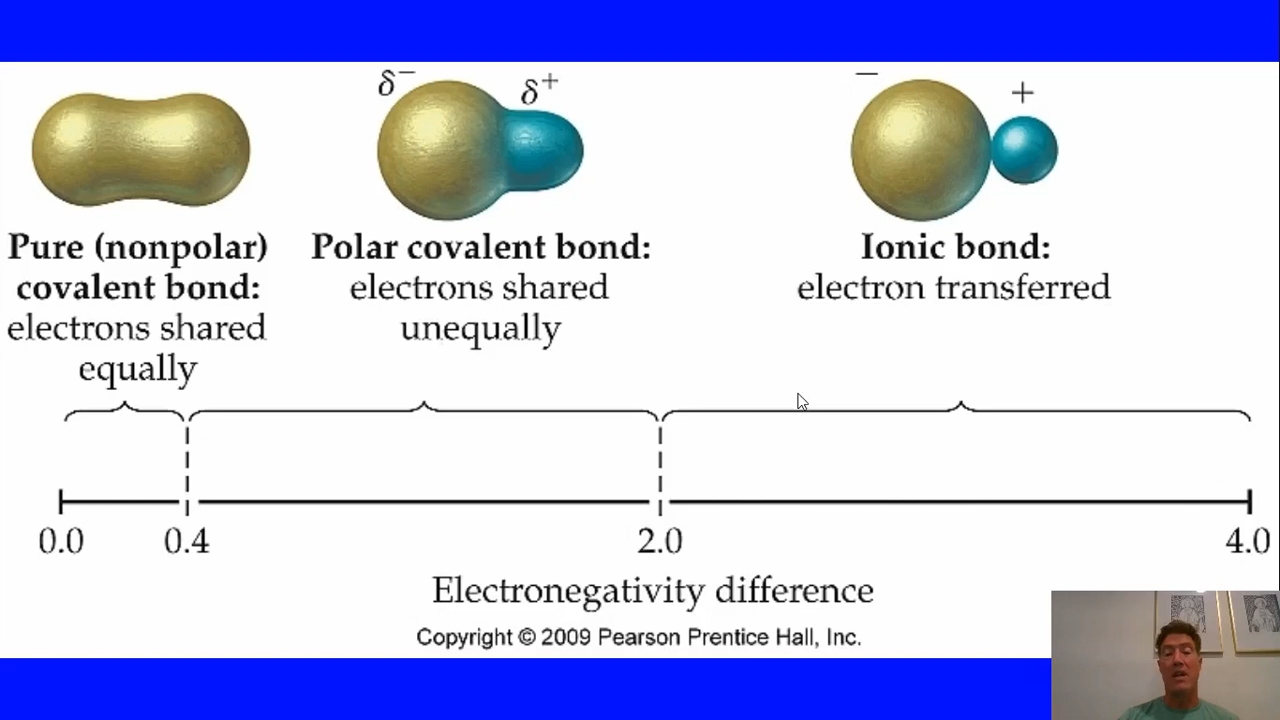 δ⁻
δ⁺
−
+
Pure (nonpolar)
covalent bond:
electrons shared
equally
Polar covalent bond:
electrons shared
unequally
Ionic bond:
electron transferred
0.0
0.4
2.0
4.0
Electronegativity difference
Copyright © 2009 Pearson Prentice Hall, Inc.